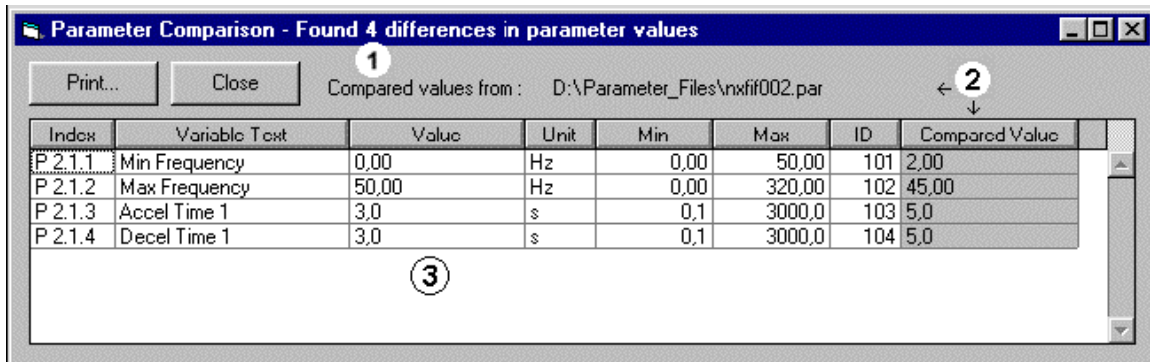 Parameter Comparison - Found 4 differences in parameter values
1
Print... Close Compared values from : D:\Parameter_Files\nxfif002.par ← 2
↓
Index Variable Text Value Unit Min Max ID Compared Value
P 2.1.1 Min Frequency 0,00 Hz 0,00 50,00 101 2,00
P 2.1.2 Max Frequency 50,00 Hz 0,00 320,00 102 45,00
P 2.1.3 Accel Time 1 3,0 s 0,1 3000,0 103 5,0
P 2.1.4 Decel Time 1 3,0 s 0,1 3000,0 104 5,0
3